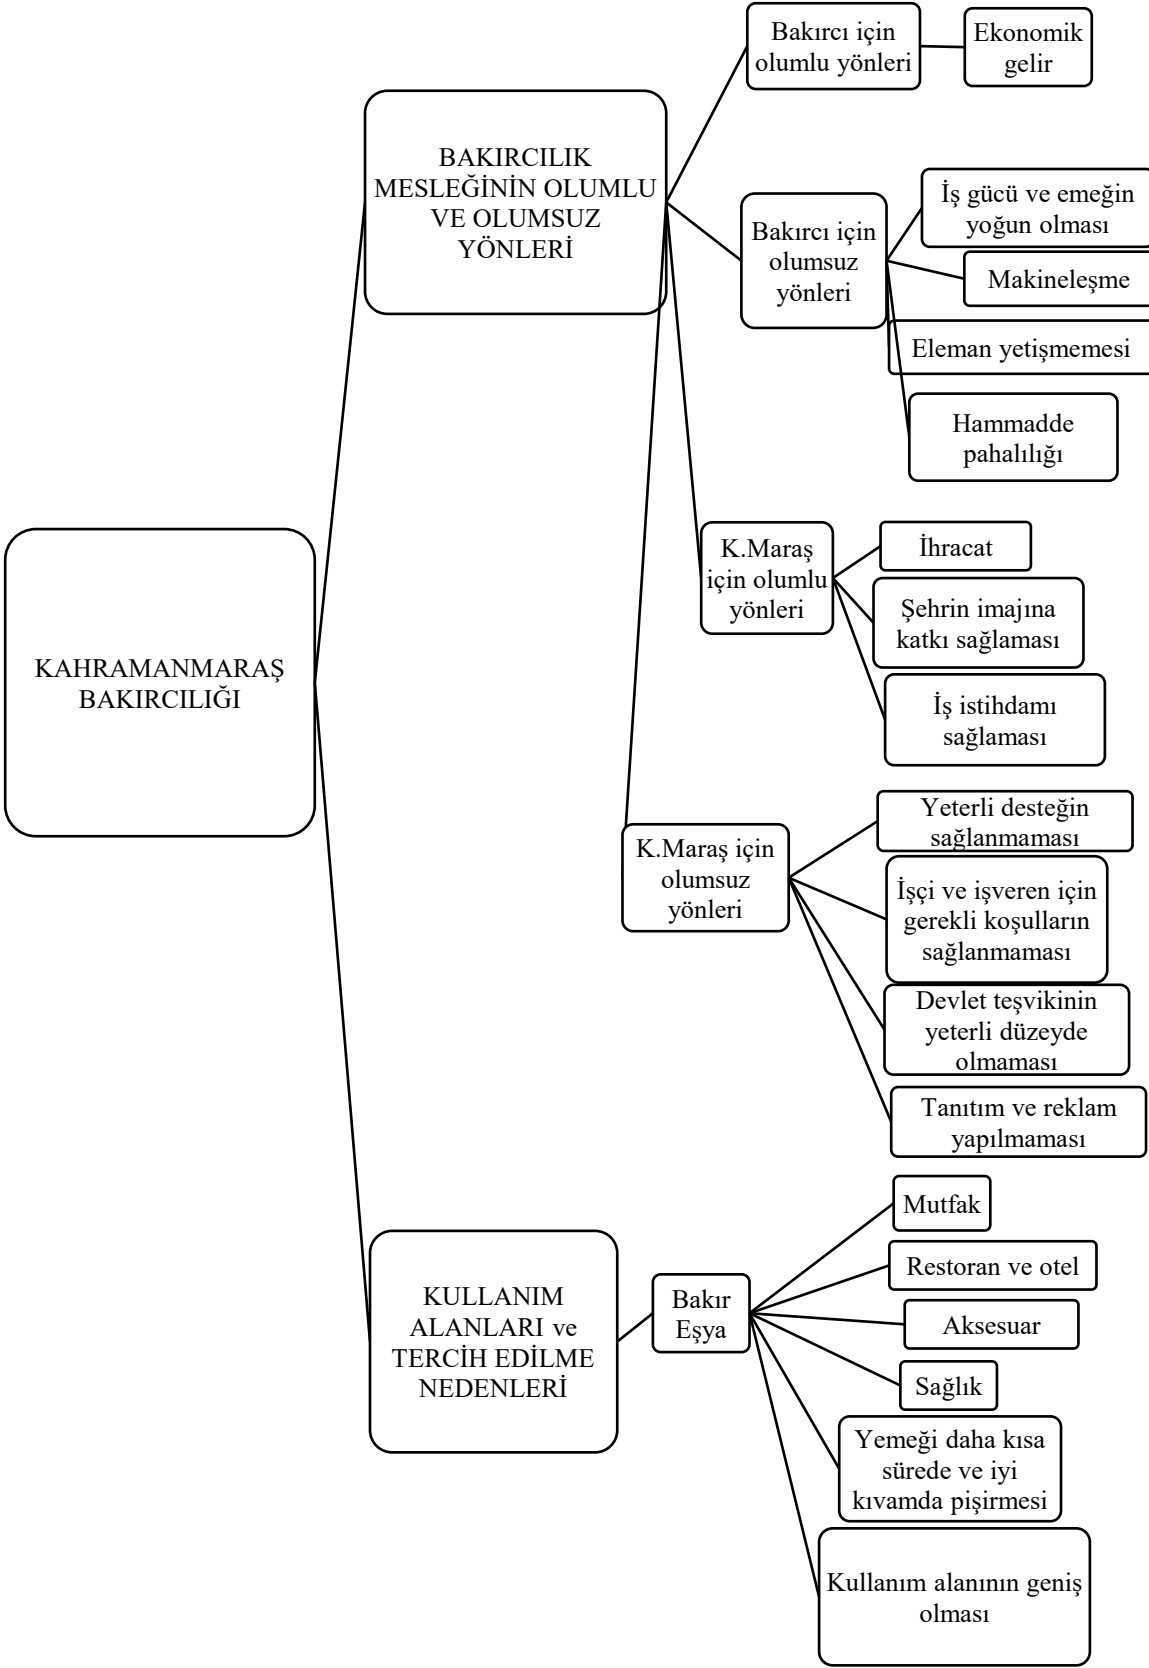 KAHRAMANMARAŞ
BAKIRCILIĞI
BAKIRCILIK
MESLEĞİNİN OLUMLU
VE OLUMSUZ
YÖNLERİ
Bakırcı için
olumlu yönleri
Ekonomik
gelir
Bakırcı için
olumsuz
yönleri
İş gücü ve emeğin
yoğun olması
Makineleşme
Eleman yetişmemesi
Hammadde
pahalılığı
K.Maraş
için olumlu
yönleri
İhracat
Şehrin imajına
katkı sağlaması
İş istihdamı
sağlaması
K.Maraş için
olumsuz
yönleri
Yeterli desteğin
sağlanmaması
İşçi ve işveren için
gerekli koşulların
sağlanmaması
Devlet teşvikinin
yeterli düzeyde
olmaması
Tanıtım ve reklam
yapılmaması
KULLANIM
ALANLARI ve
TERCİH EDİLME
NEDENLERİ
Bakır
Eşya
Mutfak
Restoran ve otel
Aksesuar
Sağlık
Yemeği daha kısa
sürede ve iyi
kıvamda pişirmesi
Kullanım alanının geniş
olması